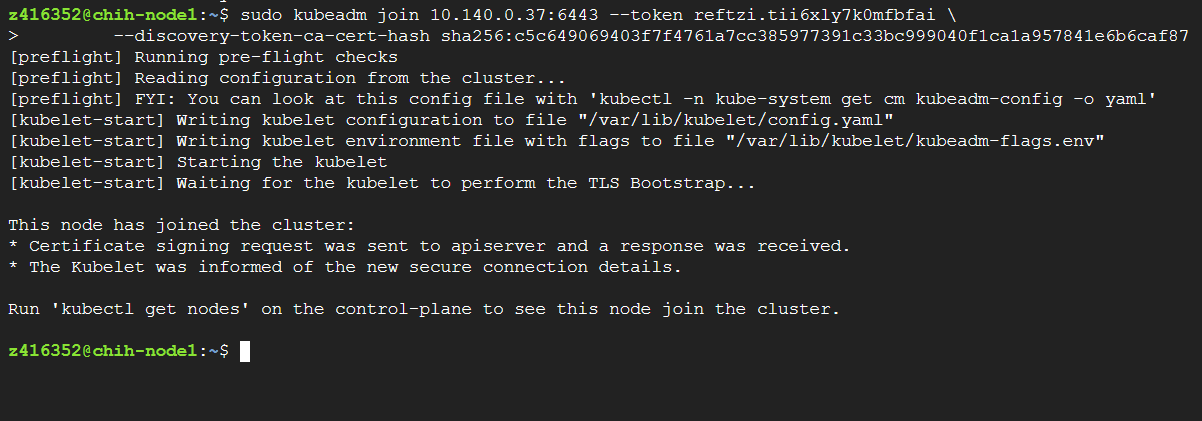 z416352@chih-node1:~$ sudo kubeadm join 10.140.0.37:6443 --token reftzi.tii6xly7k0mfbfai \
>         --discovery-token-ca-cert-hash sha256:c5c649069403f7f4761a7cc385977391c33bc999040f1ca1a957841e6b6caf87
[preflight] Running pre-flight checks
[preflight] Reading configuration from the cluster...
[preflight] FYI: You can look at this config file with 'kubectl -n kube-system get cm kubeadm-config -o yaml'
[kubelet-start] Writing kubelet configuration to file "/var/lib/kubelet/config.yaml"
[kubelet-start] Writing kubelet environment file with flags to file "/var/lib/kubelet/kubeadm-flags.env"
[kubelet-start] Starting the kubelet
[kubelet-start] Waiting for the kubelet to perform the TLS Bootstrap...

This node has joined the cluster:
* Certificate signing request was sent to apiserver and a response was received.
* The Kubelet was informed of the new secure connection details.

Run 'kubectl get nodes' on the control-plane to see this node join the cluster.

z416352@chih-node1:~$